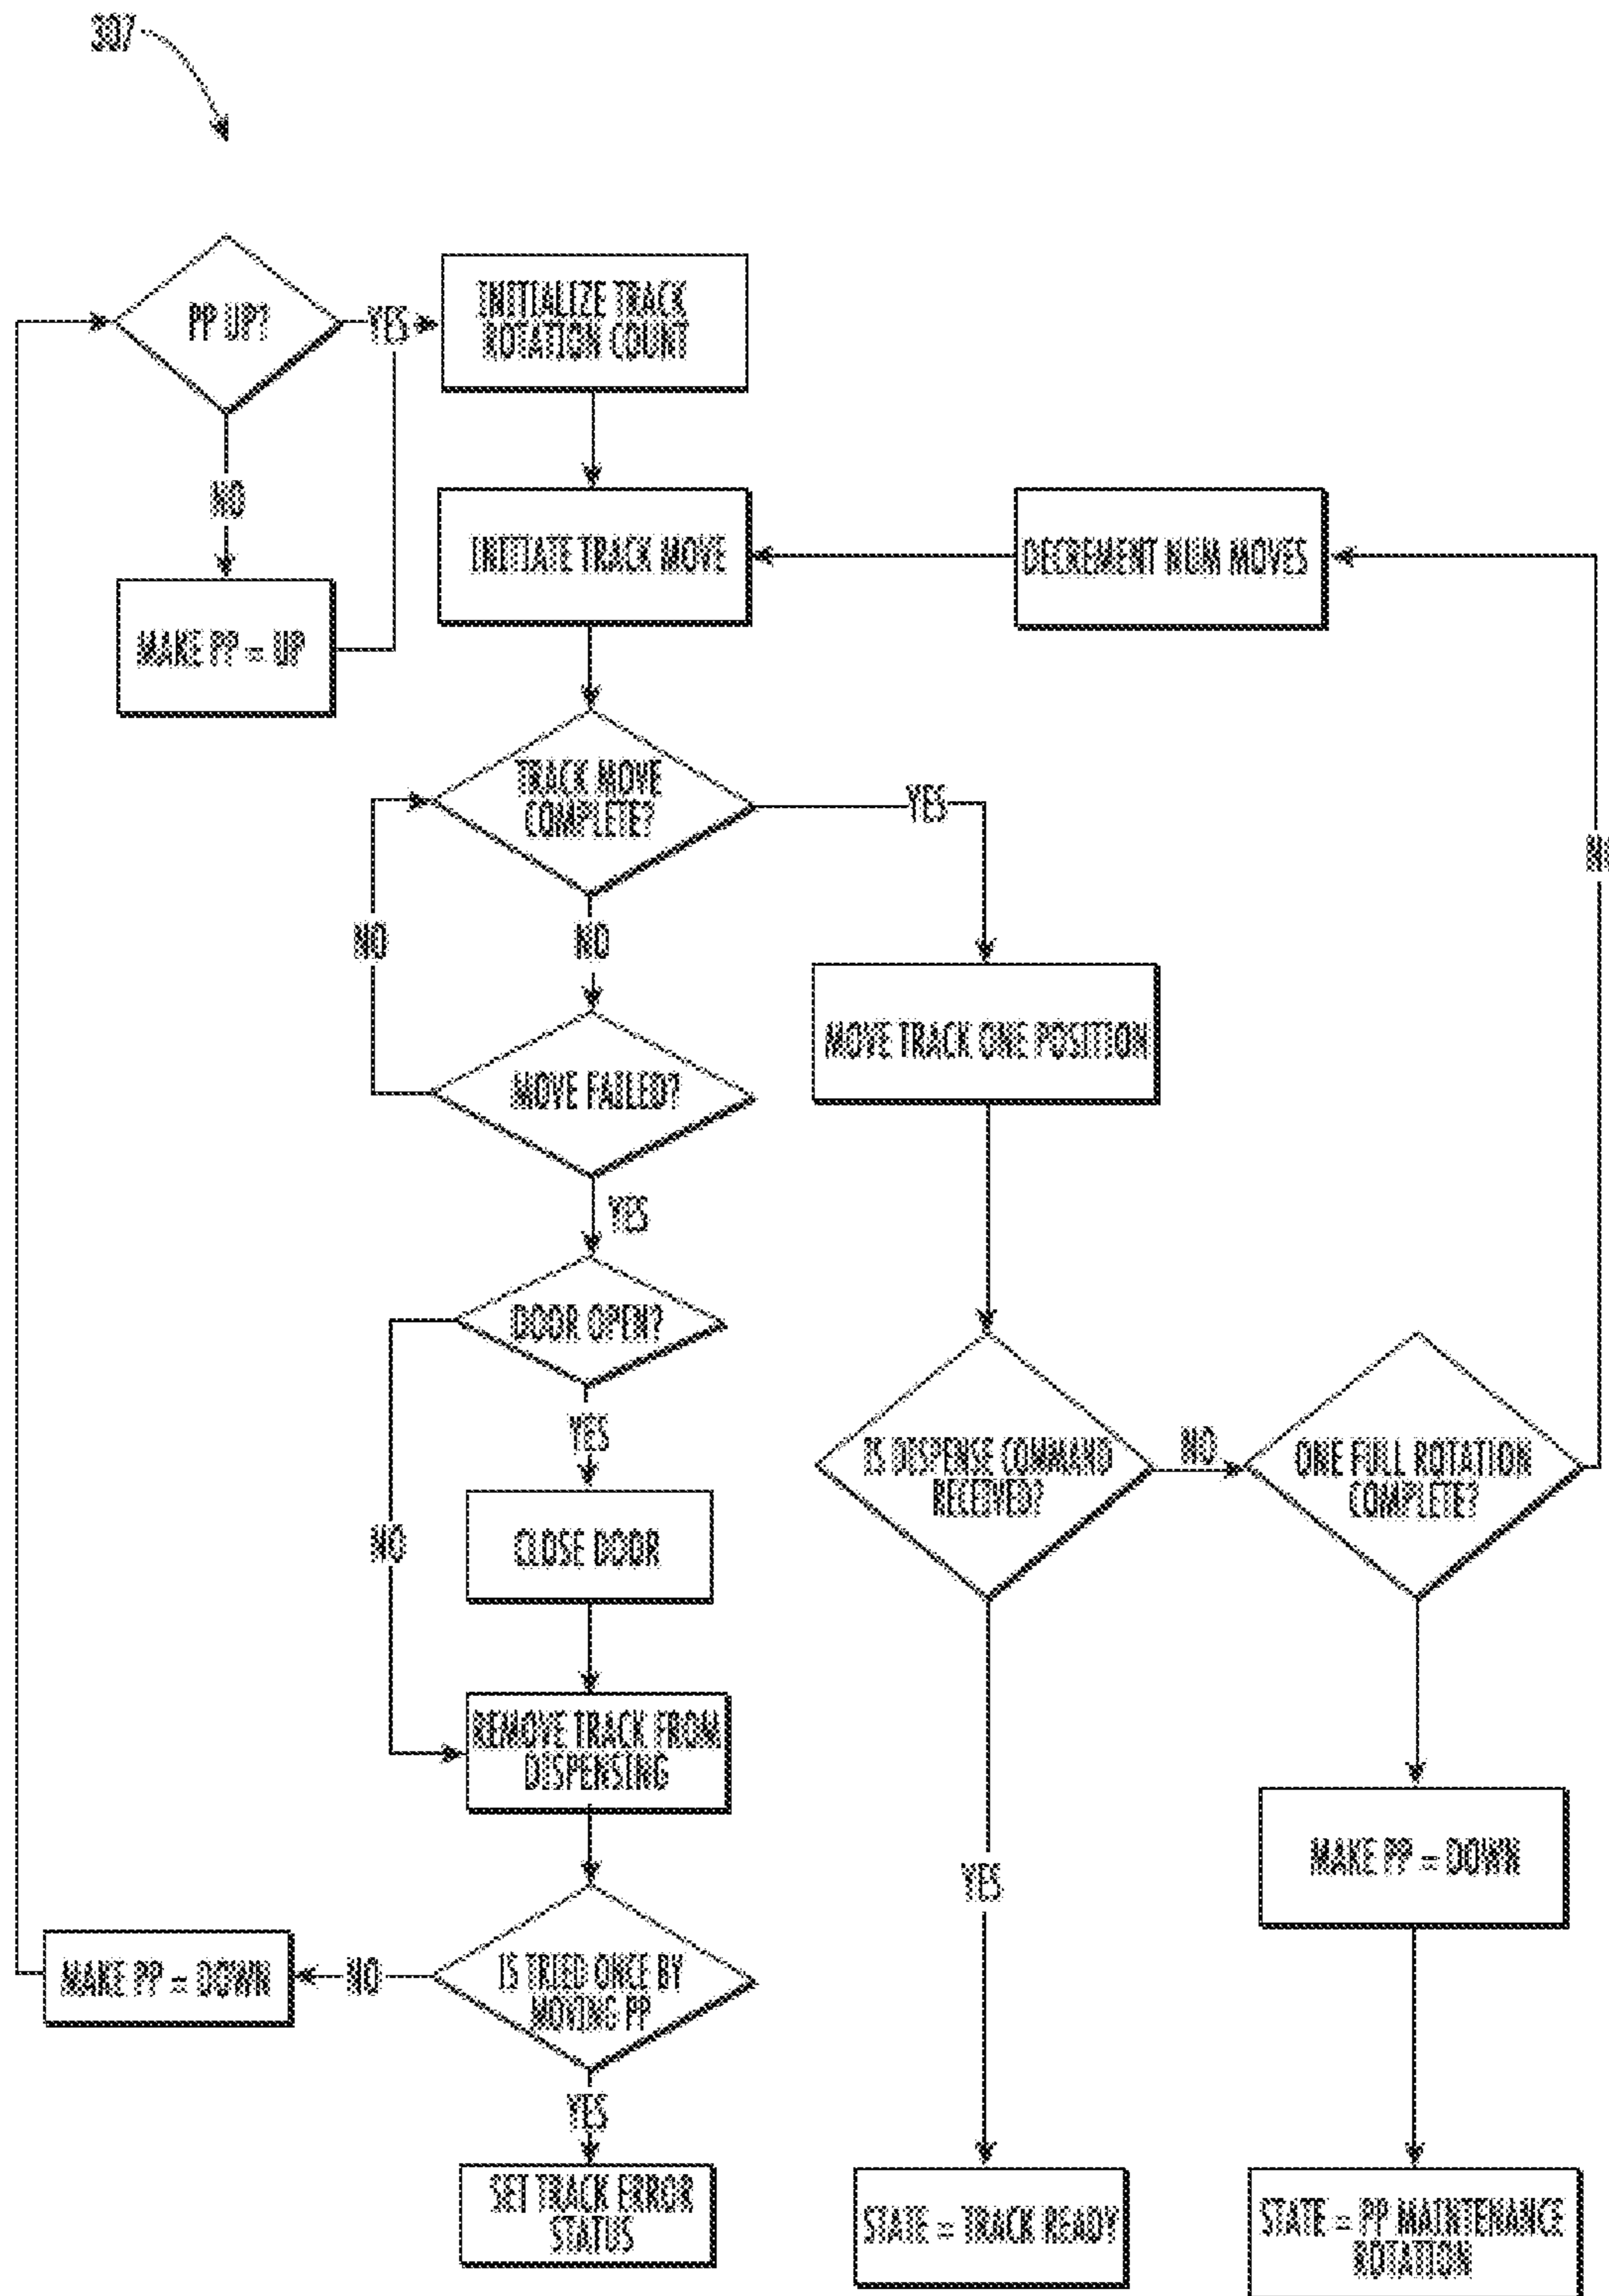 307
PP UP?
YES
INITIALIZE TRACK
ROTATION COUNT
NO
MAKE PP = UP
INITIATE TRACK MOVE
DECREMENT NUM MOVES
TRACK MOVE
COMPLETE?
YES
NO
NO
NO
MOVE TRACK ONE POSITION
MOVE FAILED?
YES
DOOR OPEN?
YES
NO
CLOSE DOOR
IS DISPENSE COMMAND
RECEIVED?
NO
ONE FULL ROTATION
COMPLETE?
REMOVE TRACK FROM
DISPENSING
MAKE PP = DOWN
YES
IS TRIED ONCE BY
MOVING PP
NO
MAKE PP = DOWN
YES
SET TRACK ERROR
STATUS
STATE = TRACK READY
STATE = PP MAINTENANCE
ROTATION